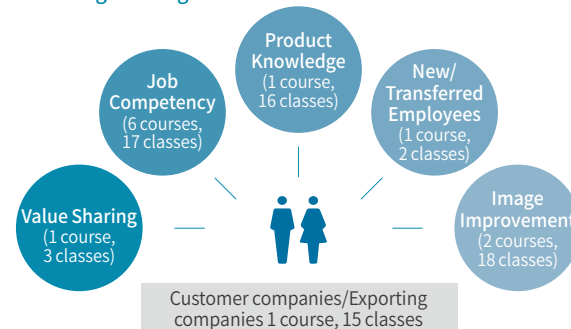 Product
Knowledge
(1 course,
16 classes)
Job
Competency
(6 courses,
17 classes)
New/
Transferred
Employees
(1 course,
2 classes)
Value Sharing
(1 course,
3 classes)
Image
Improvement
(2 courses,
18 classes)
Customer companies/Exporting
companies 1 course, 15 classes